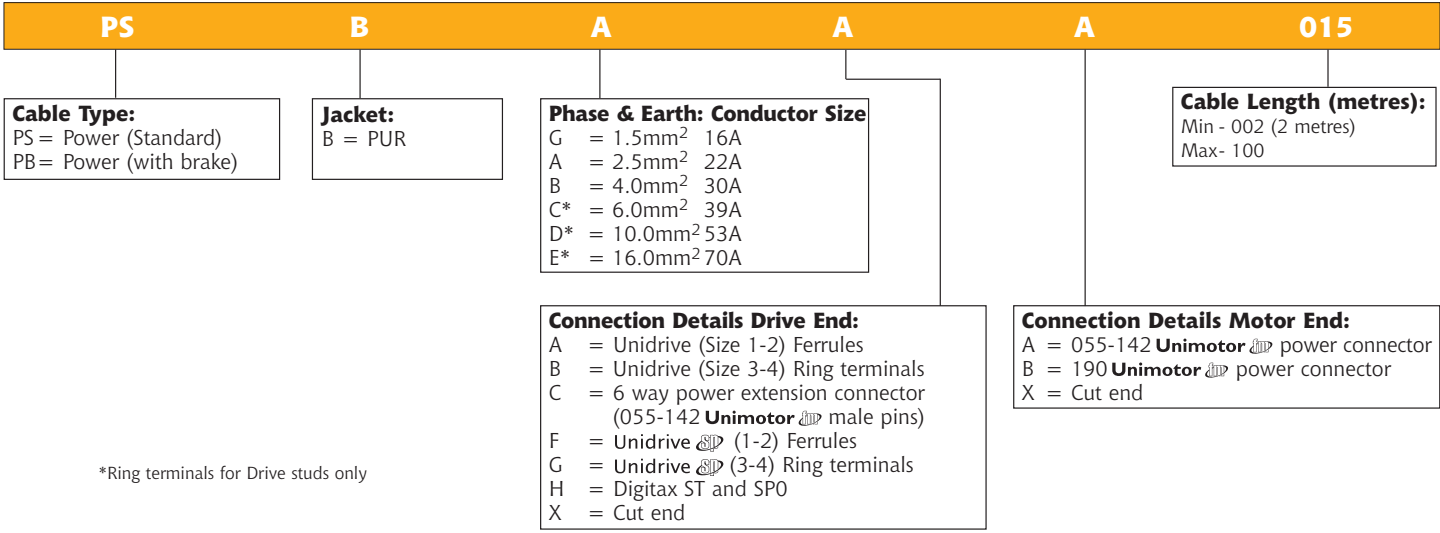 PS B A A A 015
Cable Type:
PS = Power (Standard)
PB = Power (with brake)
Jacket:
B = PUR
Phase & Earth: Conductor Size
G = 1.5mm² 16A
A = 2.5mm² 22A
B = 4.0mm² 30A
C* = 6.0mm² 39A
D* = 10.0mm² 53A
E* = 16.0mm² 70A
Cable Length (metres):
Min - 002 (2 metres)
Max- 100
Connection Details Drive End:
A = Unidrive (Size 1-2) Ferrules
B = Unidrive (Size 3-4) Ring terminals
C = 6 way power extension connector
(055-142 Unimotor fm male pins)
F = Unidrive SP (1-2) Ferrules
G = Unidrive SP (3-4) Ring terminals
H = Digitax ST and SP0
X = Cut end
Connection Details Motor End:
A = 055-142 Unimotor fm power connector
B = 190 Unimotor fm power connector
X = Cut end
*Ring terminals for Drive studs only